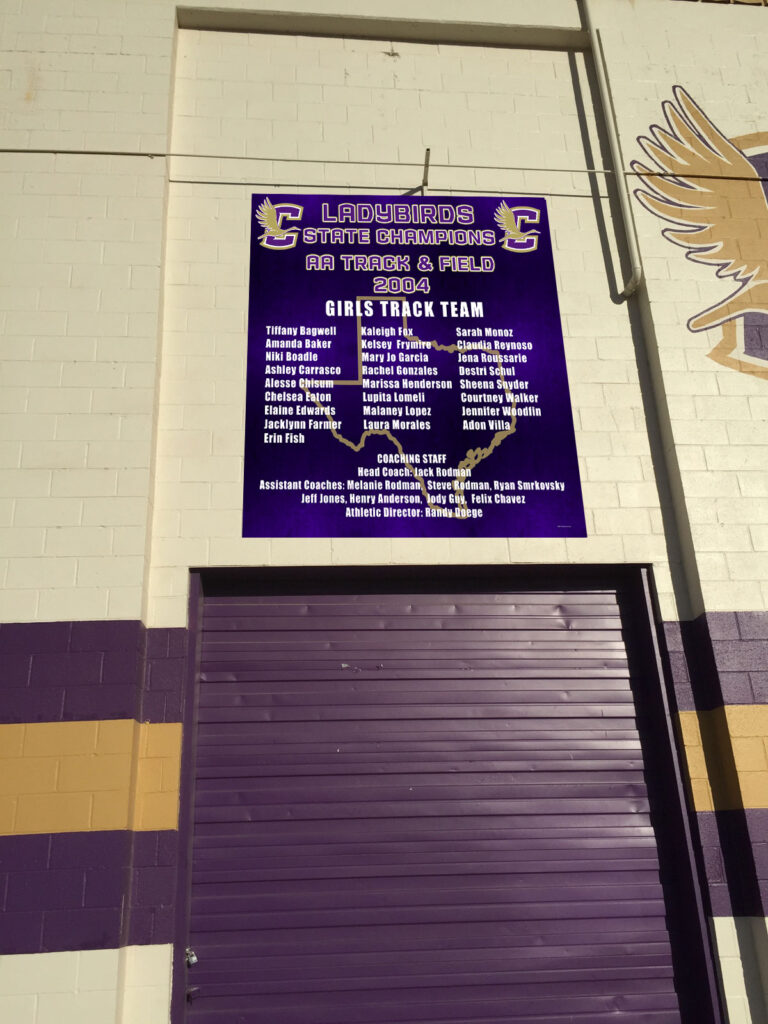 C
C
LADYBIRDS
STATE CHAMPIONS
AA TRACK & FIELD
2004
GIRLS TRACK TEAM
Tiffany Bagwell Kaleigh Fox Sarah Monoz
Amanda Baker Kelsey Frymire Claudia Reynoso
Niki Boadle Mary Jo Garcia Jena Roussarie
Ashley Carrasco Rachel Gonzales Destri Schul
Alesse Chisum Marissa Henderson Sheena Snyder
Chelsea Eaton Lupita Lomeli Courtney Walker
Elaine Edwards Malaney Lopez Jennifer Woodfin
Jacklynn Farmer Laura Morales Adon Villa
Erin Fish
COACHING STAFF
Head Coach: Jack Rodman
Assistant Coaches: Melanie Rodman, Steve Rodman, Ryan Smrkovsky
Jeff Jones, Henry Anderson, Jody Guy, Felix Chavez
Athletic Director: Randy Doege